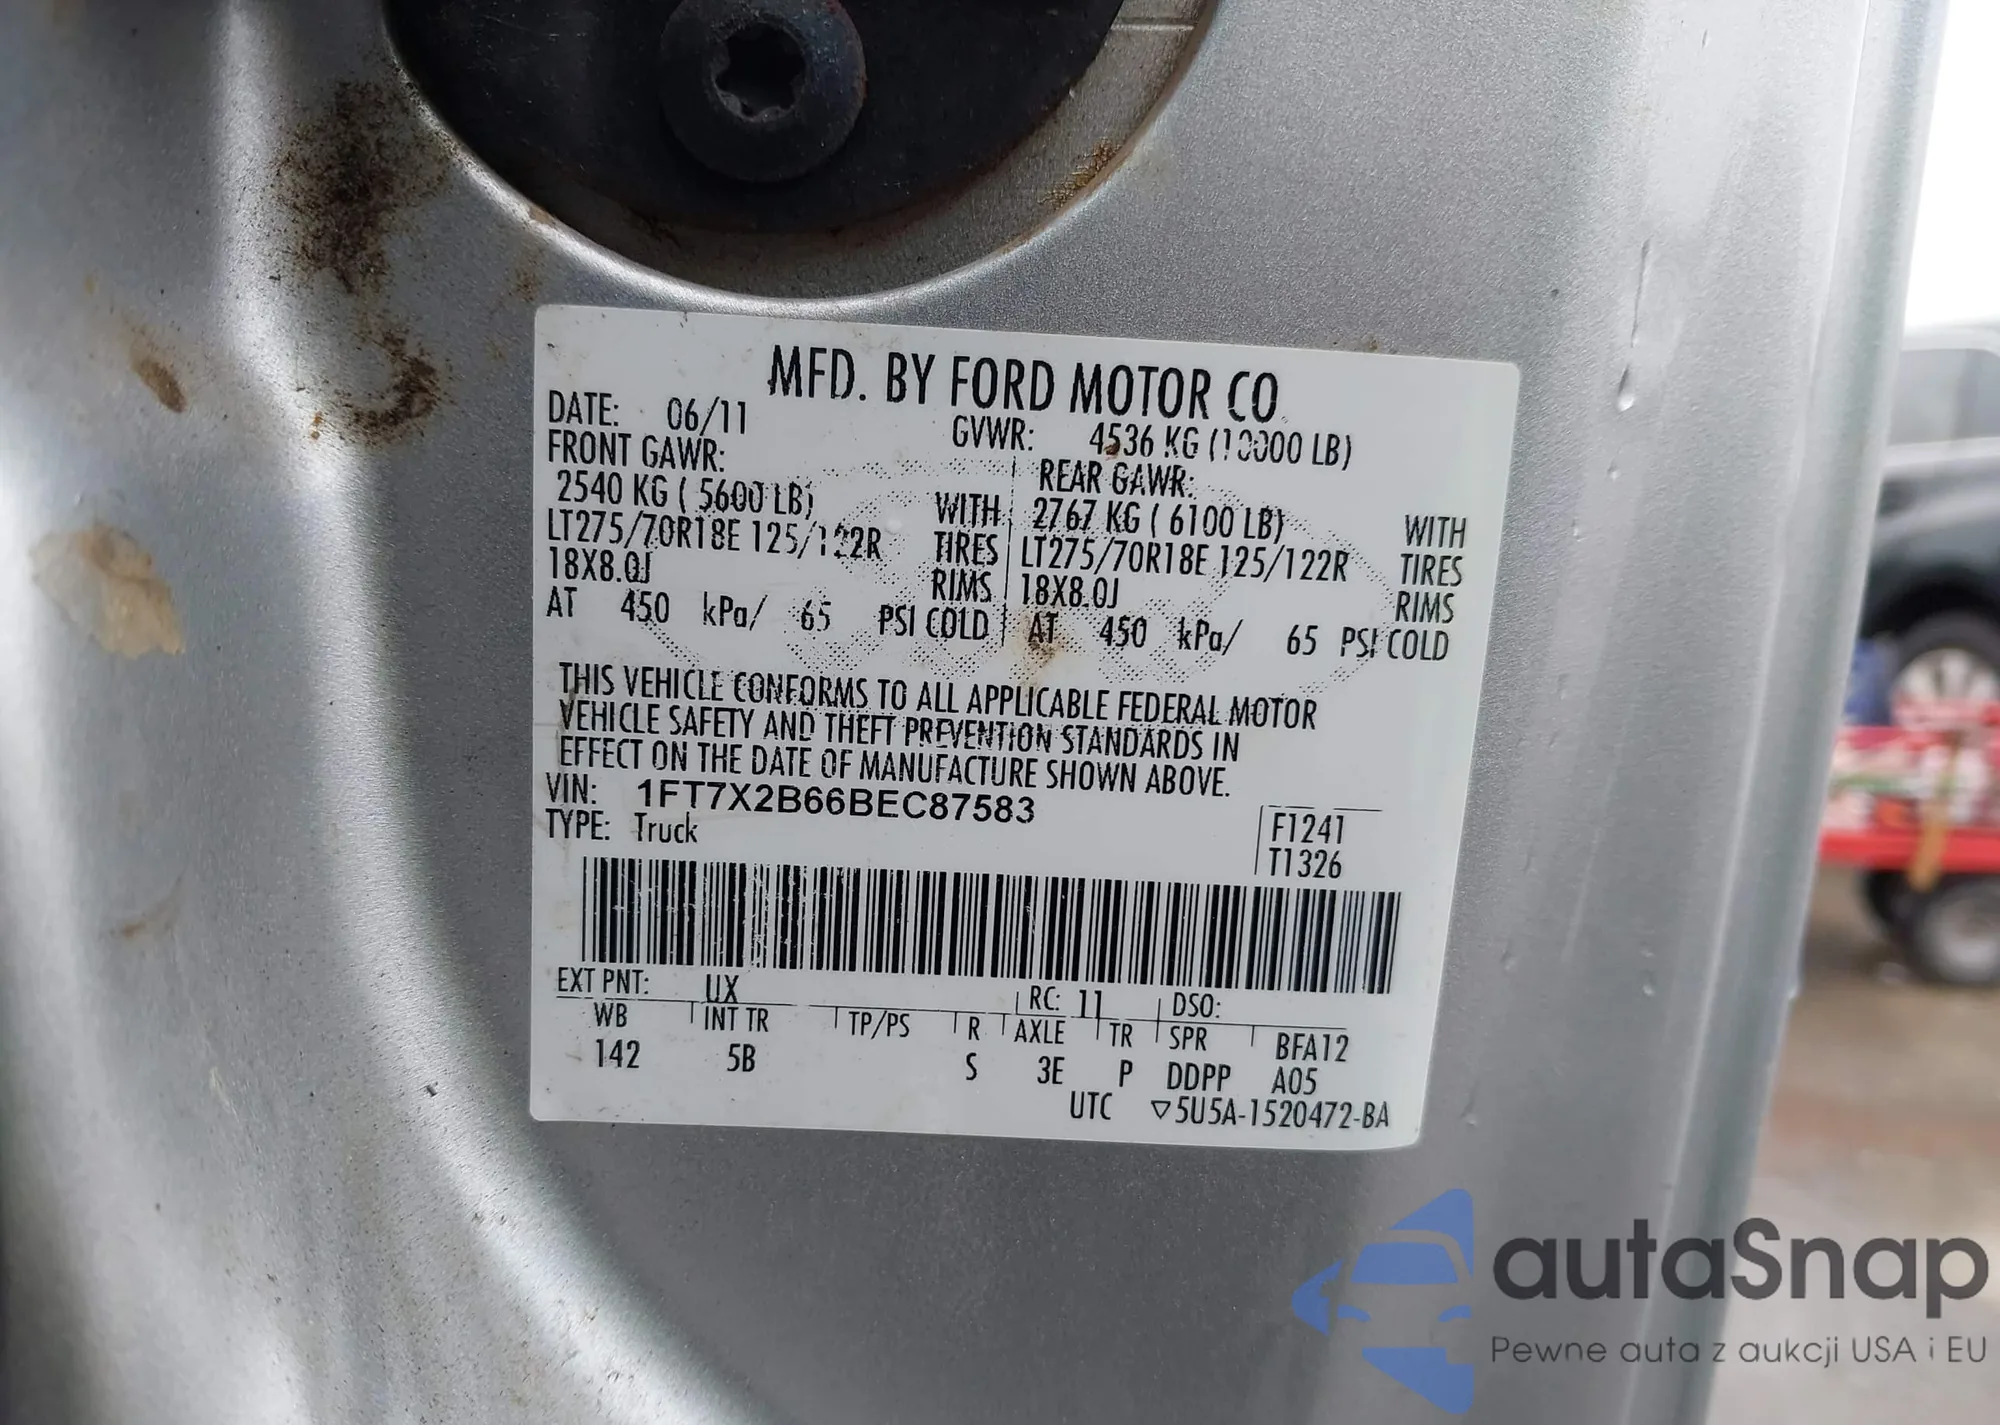 MFD. BY FORD MOTOR CO.
DATE: 06/11 GVWR: 4536 KG (10000 LB)
FRONT GAWR: REAR GAWR:
2540 KG ( 5600 LB) WITH 2767 KG ( 6100 LB) WITH
LT275/70R18E 125/122R TIRES LT275/70R18E 125/122R TIRES
18X8.0J RIMS 18X8.0J RIMS
AT 450 kPa/ 65 PSI COLD AT 450 kPa/ 65 PSI COLD
THIS VEHICLE CONFORMS TO ALL APPLICABLE FEDERAL MOTOR
VEHICLE SAFETY AND THEFT PREVENTION STANDARDS IN
EFFECT ON THE DATE OF MANUFACTURE SHOWN ABOVE.
VIN: 1FT7X2B66BEC87583
TYPE: Truck F1241
T1326
EXT PNT: UX RC: 11 DSO:
WB INT TR TP/PS R AXLE TR SPR BFA12
142 5B S 3E P DDPP A05
UTC ▽5U5A-1520472-BA
autaSnap
Pewne auta z aukcji USA i EU